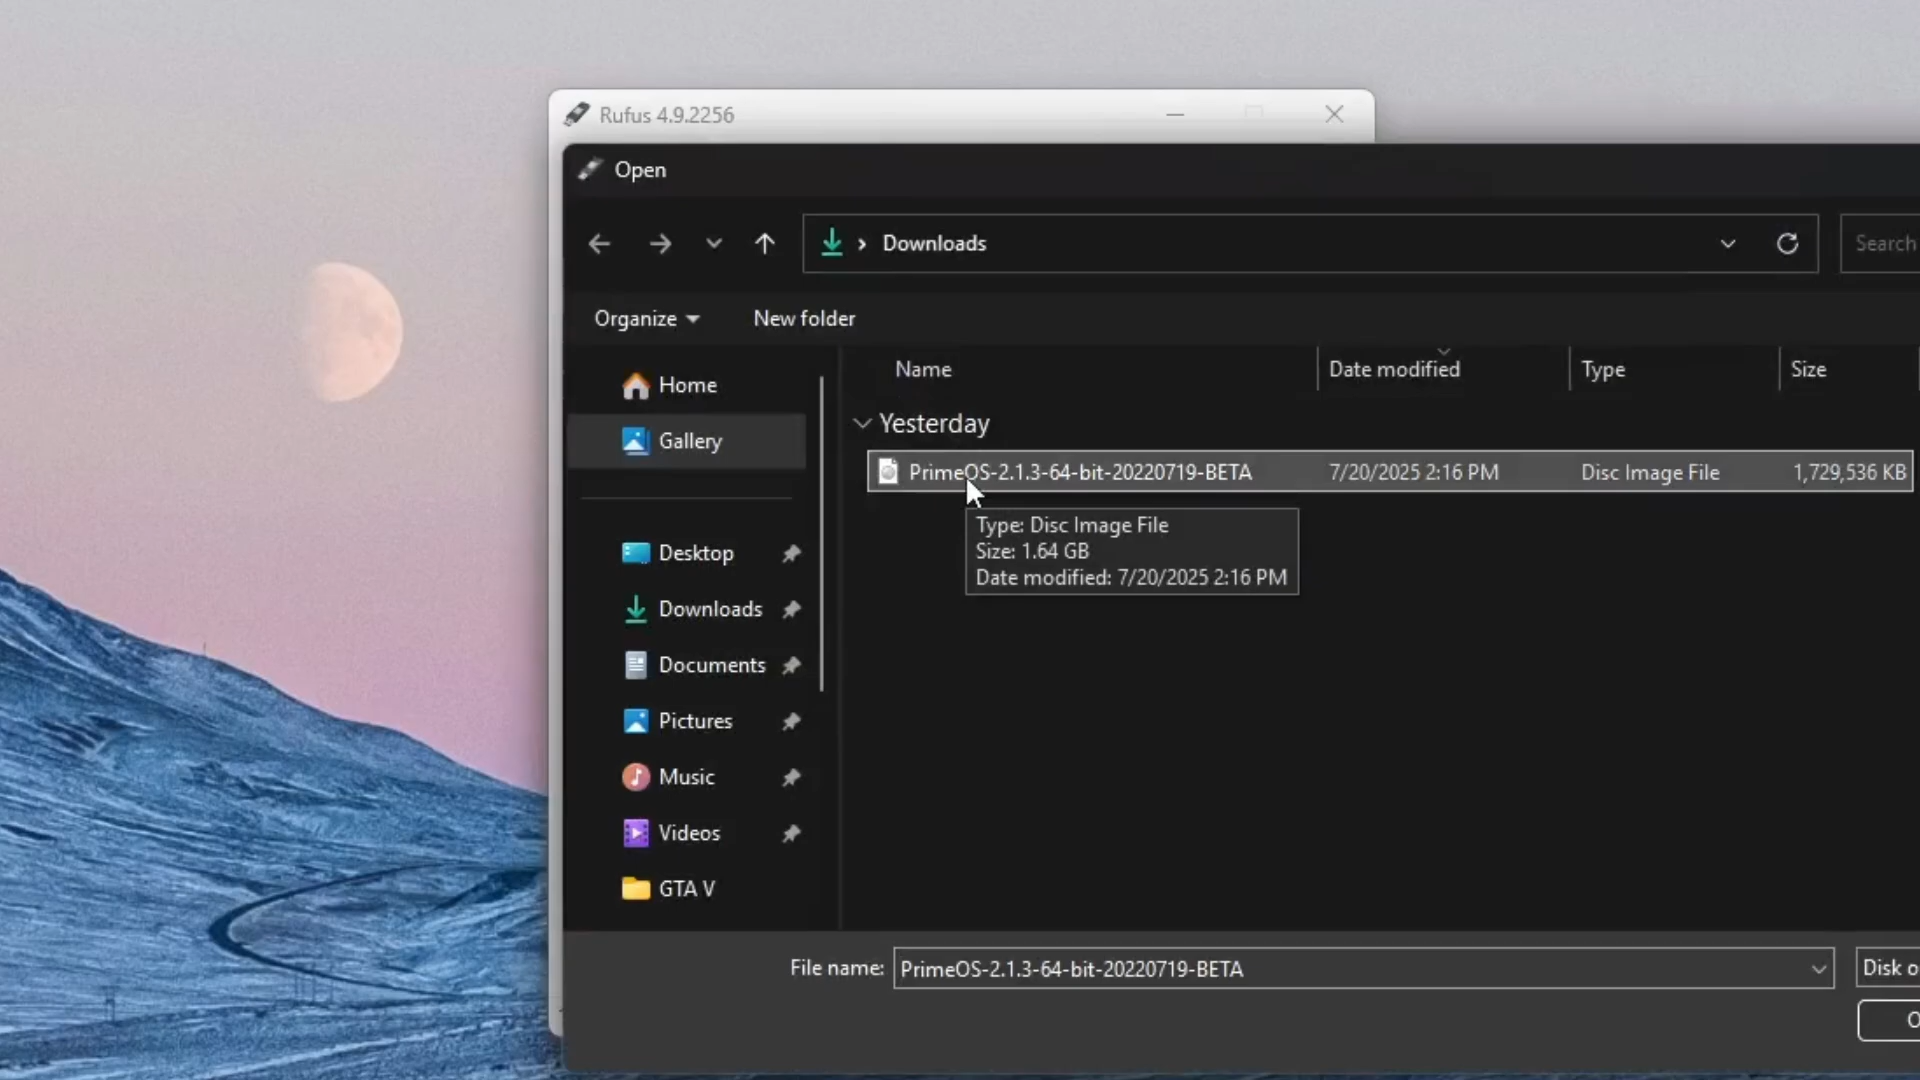 Rufus 4.9.2256
Open
Downloads
Search
Organize
New folder
Name
Date modified
Type
Size
Home
Gallery
Yesterday
PrimeOS-2.1.3-64-bit-20220719-BETA
7/20/2025 2:16 PM
Disc Image File
1,729,536 KB
Type: Disc Image File
Size: 1.64 GB
Date modified: 7/20/2025 2:16 PM
Desktop
Downloads
Documents
Pictures
Music
Videos
GTA V
File name:
PrimeOS-2.1.3-64-bit-20220719-BETA
Disk o
O